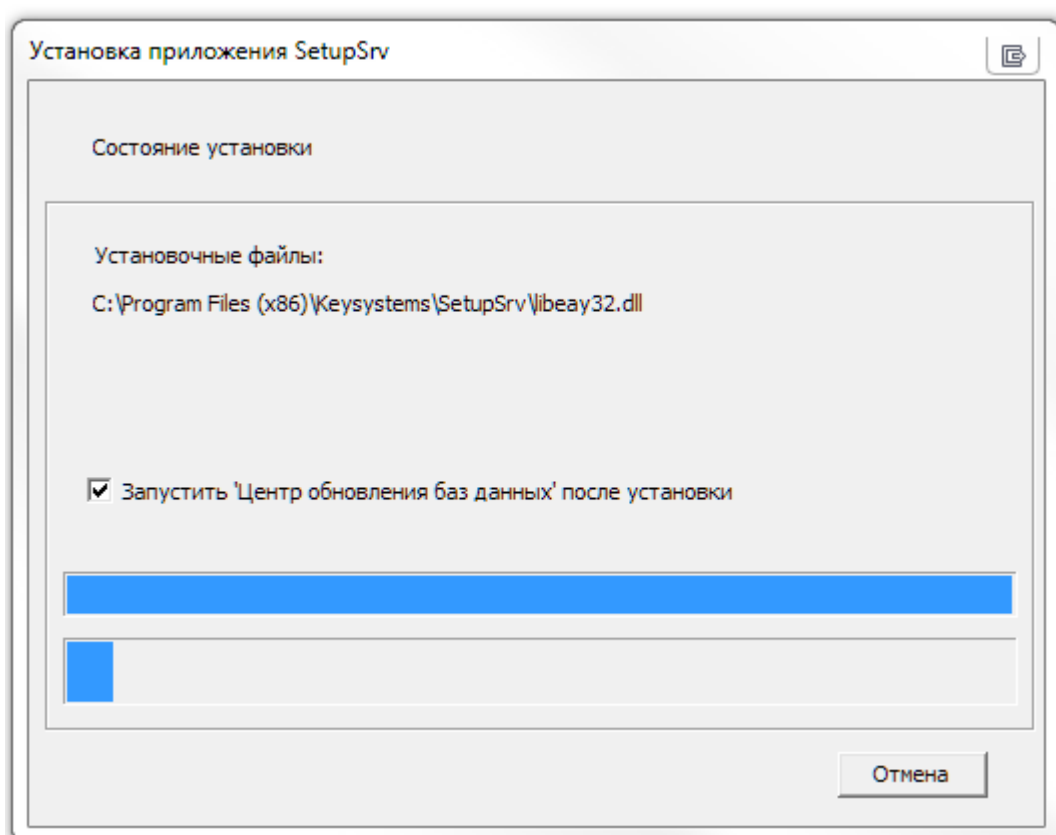 Установка приложения SetupSrv
Состояние установки
Установочные файлы:
C:\Program Files (x86)\Keysystems\SetupSrv\libeay32.dll
Запустить 'Центр обновления баз данных' после установки
Отмена